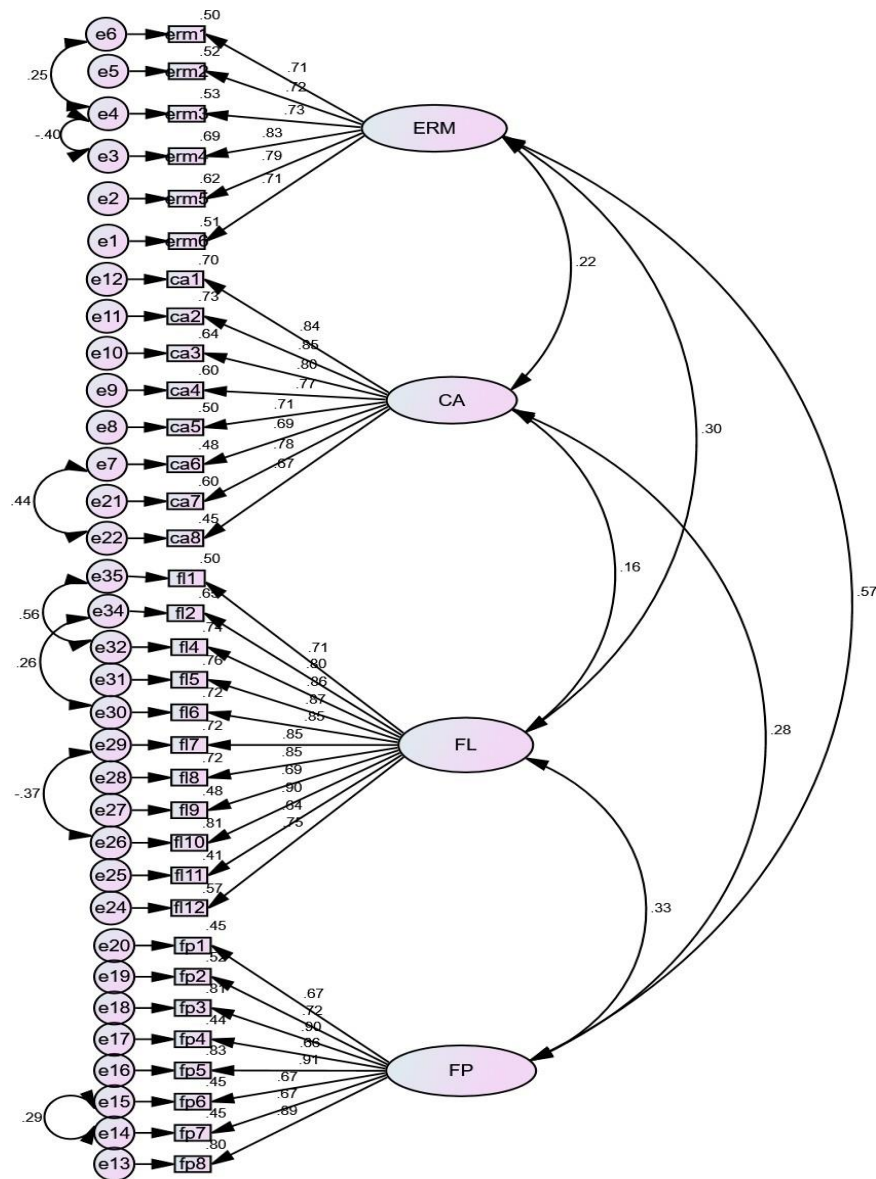 .50
e6 erm1
.52
.71
e5 erm2
.72
.25
.53
e4 erm3
.73
ERM
-.40
.69
.83
e3 erm4
.79
.62
.71
e2 erm5
.51
e1 erm6
.22
.70
e12 ca1
.73
e11 ca2
.84
.64
.85
e10 ca3
.80
.60
.77
e9 ca4
CA
.50
.71
e8 ca5
.69
.30
.48
.78
e7 ca6
.67
.60
.44
e21 ca7
.45
e22 ca8
.50
.16
e35 fl1
.65
.57
e34 fl2
.56
.74
.71
e32 fl4
.80
.26
.76
.86
e31 fl5
.87
.72
.85
e30 fl6
.72
.85
e29 fl7
FL
.28
.72
.85
e28 fl8
.69
-.37
.48
.90
e27 fl9
.64
.81
.75
e26 fl10
.41
e25 fl11
.57
e24 fl12
.33
.45
e20 fp1
.52
e19 fp2
.81
.67
e18 fp3
.72
.44
.90
e17 fp4
.66
.83
.91
e16 fp5
FP
.45
.67
e15 fp6
.67
.29
.45
.89
e14 fp7
.80
e13 fp8